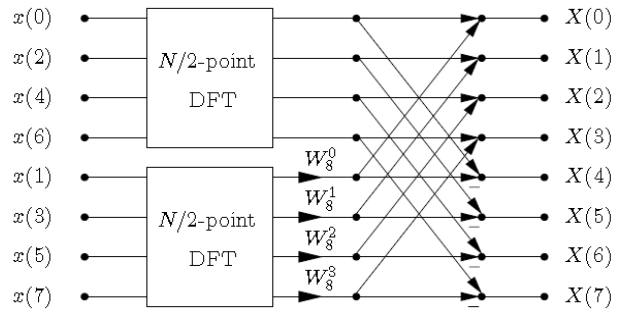 x(0) X(0)
x(2) N/2-point X(1)
x(4) DFT X(2)
x(6) X(3)
x(1) W_8^0 X(4)
x(3) N/2-point W_8^1 X(5)
x(5) DFT W_8^2 X(6)
x(7) W_8^3 X(7)